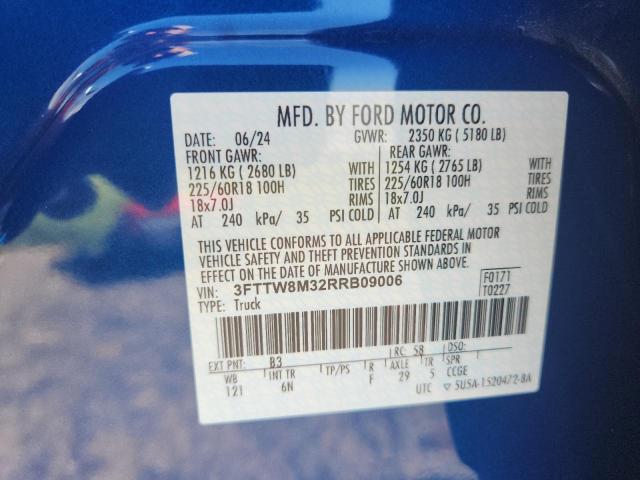 MFD. BY FORD MOTOR CO.
DATE: 06/24 GVWR: 2350 KG ( 5180 LB)
FRONT GAWR: REAR GAWR:
1216 KG ( 2680 LB) WITH 1254 KG ( 2765 LB) WITH
225/60R18 100H TIRES 225/60R18 100H TIRES
18x7.0J RIMS 18x7.0J RIMS
AT 240 kPa/ 35 PSI COLD AT 240 kPa/ 35 PSI COLD
THIS VEHICLE CONFORMS TO ALL APPLICABLE FEDERAL MOTOR
VEHICLE SAFETY AND THEFT PREVENTION STANDARDS
IN EFFECT ON THE DATE OF MANUFACTURE SHOWN ABOVE.
VIN: 3FTTW8M32RRB09006 F0171
TYPE: Truck T0227
EXT PNT: B3 RC: 58 DSO:
WB INT TR TP/PS R AXLE TR SPR
121 6N F 29 5 CCGE
UTC ▽ 5U5A-1520472-BA